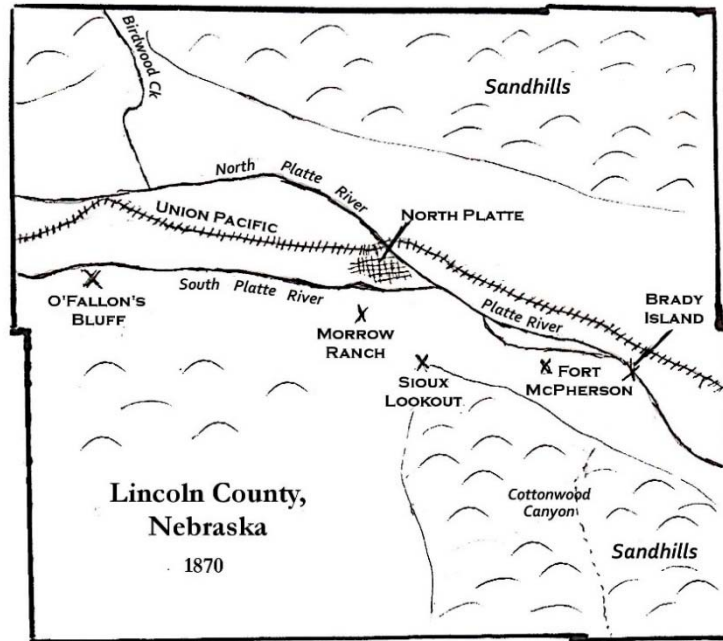 Birdwood Ck
Sandhills
North Platte River
UNION PACIFIC
NORTH PLATTE
O'FALLON'S
BLUFF
South Platte River
MORROW
RANCH
Platte River
BRADY
ISLAND
SIOUX
LOOKOUT
FORT
MCPHERSON
Lincoln County,
Nebraska
1870
Cottonwood
Canyon
Sandhills